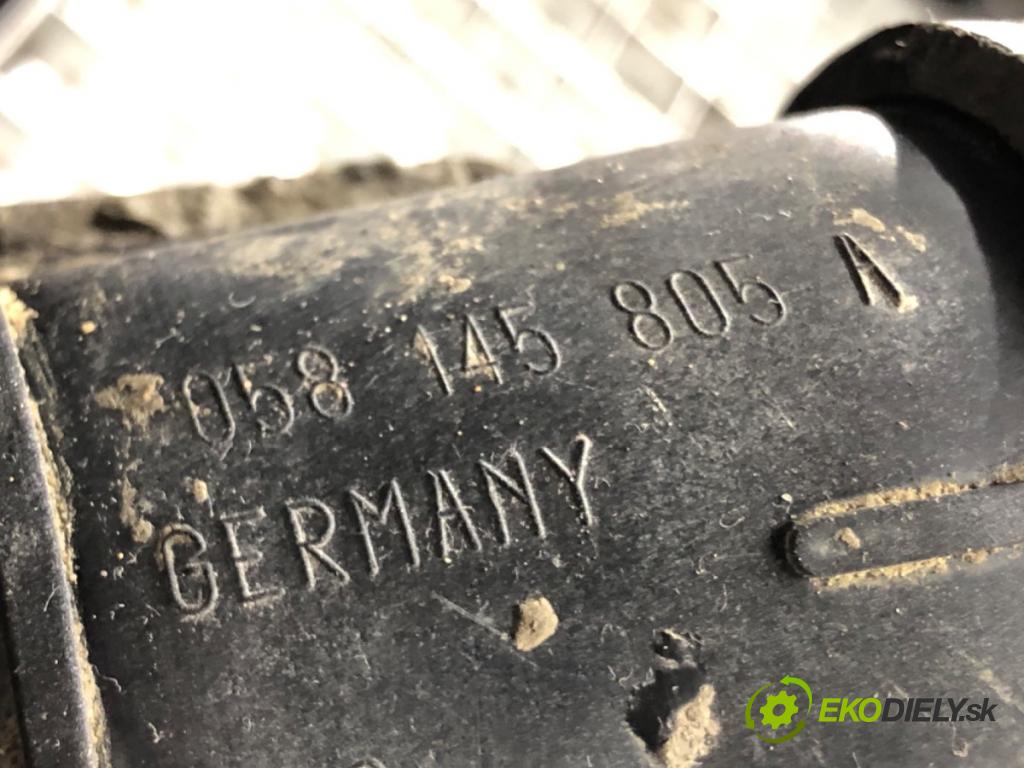 058 145 805 A
GERMANY
EKODIELY.sk